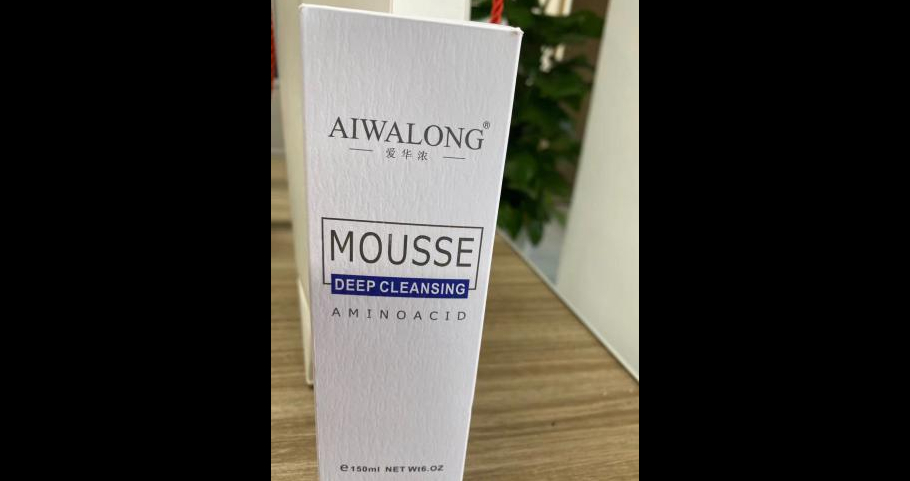 AIWALONG®
爱华浓
MOUSSE
DEEP CLEANSING
AMINOACID
℮150ml NET Wt6.OZ